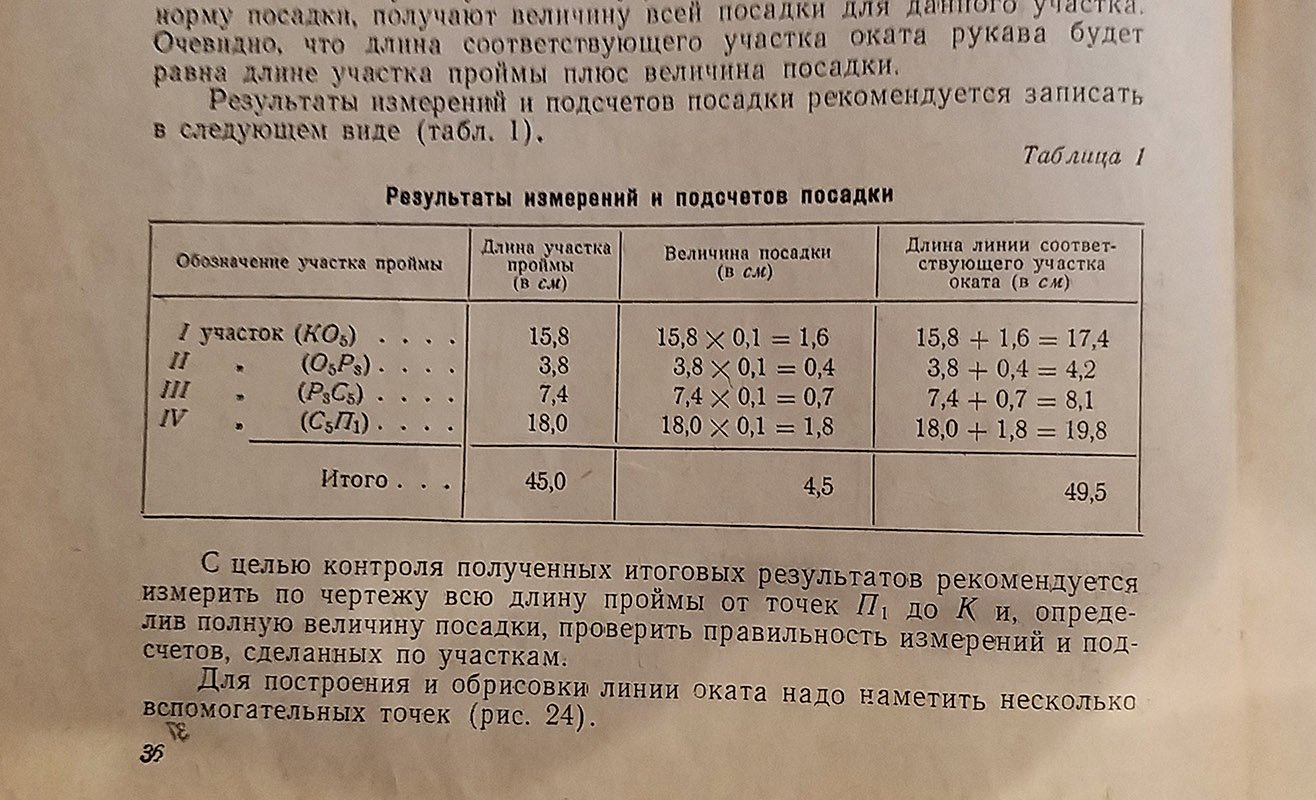 норму посадки, получают величину всей посадки для данного участка.
Очевидно, что длина соответствующего участка оката рукава будет
равна длине участка проймы плюс величина посадки.
Результаты измерений и подсчетов посадки рекомендуется записать
в следующем виде (табл. 1).
Таблица 1
Результаты измерений и подсчетов посадки
Обозначение участка проймы | Длина участка проймы (в см) | Величина посадки (в см) | Длина линии соответ-ствующего участка оката (в см)
I участок (КО₅) . . . . 15,8 15,8 × 0,1 = 1,6 15,8 + 1,6 = 17,4
II „ (О₅Р₈) . . . . 3,8 3,8 × 0,1 = 0,4 3,8 + 0,4 = 4,2
III „ (Р₈С₅) . . . . 7,4 7,4 × 0,1 = 0,7 7,4 + 0,7 = 8,1
IV „ (С₅П₁) . . . . 18,0 18,0 × 0,1 = 1,8 18,0 + 1,8 = 19,8
Итого . . . 45,0 4,5 49,5
С целью контроля полученных итоговых результатов рекомендуется
измерить по чертежу всю длину проймы от точек П₁ до К и, опреде-
лив полную величину посадки, проверить правильность измерений и под-
счетов, сделанных по участкам.
Для построения и обрисовки линии оката надо наметить несколько
вспомогательных точек (рис. 24).
36